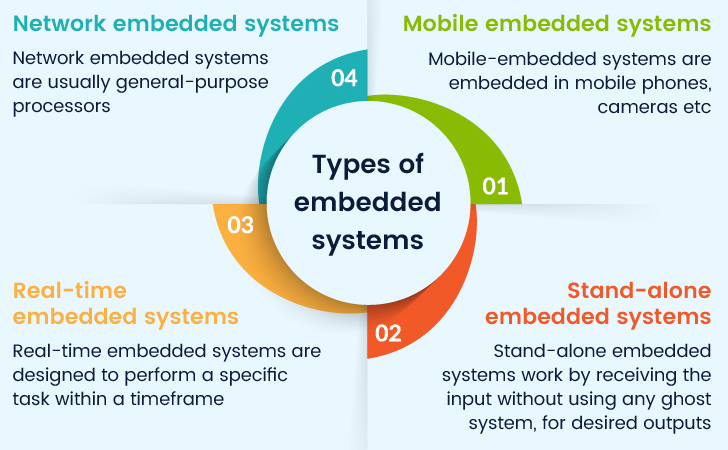 Network embedded systems
Network embedded systems
are usually general-purpose
processors
04
Mobile embedded systems
Mobile-embedded systems are
embedded in mobile phones,
cameras etc
01
Types of
embedded
systems
03
Real-time
embedded systems
Real-time embedded systems are
designed to perform a specific
task within a timeframe
02
Stand-alone
embedded systems
Stand-alone embedded
systems work by receiving the
input without using any ghost
system, for desired outputs